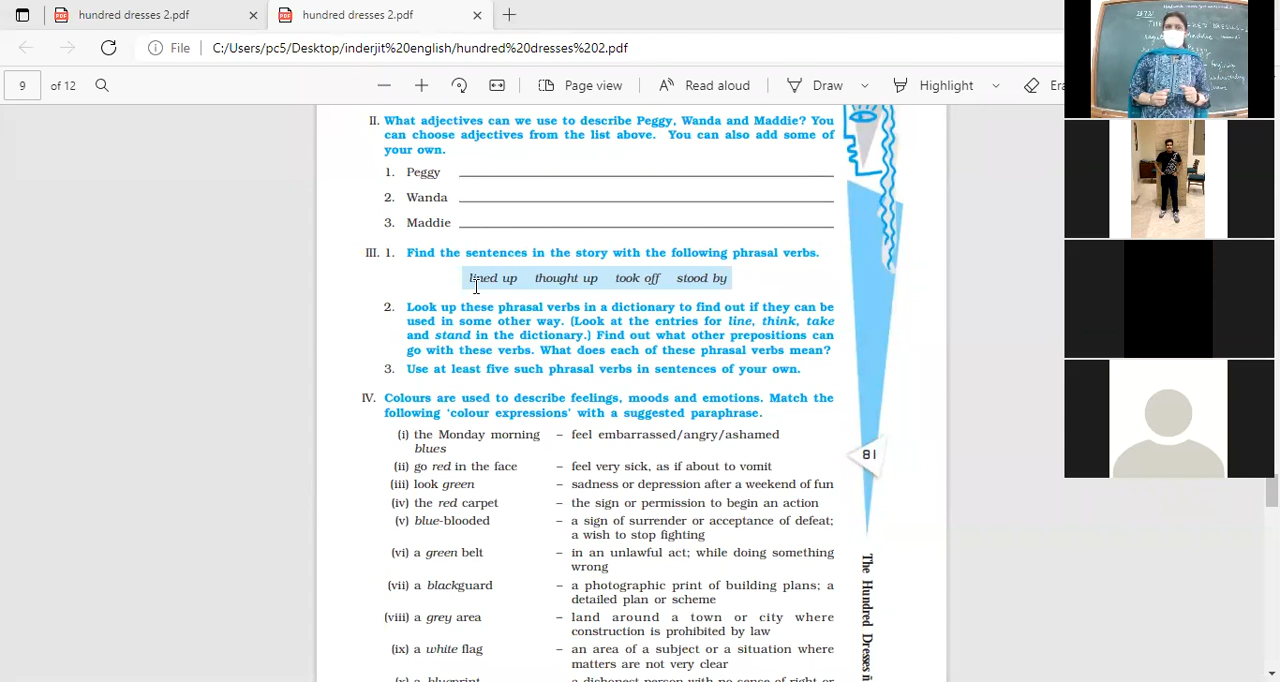 hundred dresses 2.pdf
hundred dresses 2.pdf
File C:/Users/pc5/Desktop/inderjit%20english/hundred%20dresses%202.pdf
9 of 12
Page view
Read aloud
Draw
Highlight
Era
II. What adjectives can we use to describe Peggy, Wanda and Maddie? You
can choose adjectives from the list above. You can also add some of
your own.
1. Peggy
2. Wanda
3. Maddie
III. 1. Find the sentences in the story with the following phrasal verbs.
lined up thought up took off stood by
2. Look up these phrasal verbs in a dictionary to find out if they can be
used in some other way. (Look at the entries for line, think, take
and stand in the dictionary.) Find out what other prepositions can
go with these verbs. What does each of these phrasal verbs mean?
3. Use at least five such phrasal verbs in sentences of your own.
IV. Colours are used to describe feelings, moods and emotions. Match the
following ‘colour expressions’ with a suggested paraphrase.
(i) the Monday morning – feel embarrassed/angry/ashamed
blues
(ii) go red in the face – feel very sick, as if about to vomit
(iii) look green – sadness or depression after a weekend of fun
(iv) the red carpet – the sign or permission to begin an action
(v) blue-blooded – a sign of surrender or acceptance of defeat;
a wish to stop fighting
(vi) a green belt – in an unlawful act; while doing something
wrong
(vii) a blackguard – a photographic print of building plans; a
detailed plan or scheme
(viii) a grey area – land around a town or city where
construction is prohibited by law
(ix) a white flag – an area of a subject or a situation where
matters are not very clear
(x) a blueprint – a dishonest person with no sense of right or
81
The Hundred Dresses
Maddie
Peggy